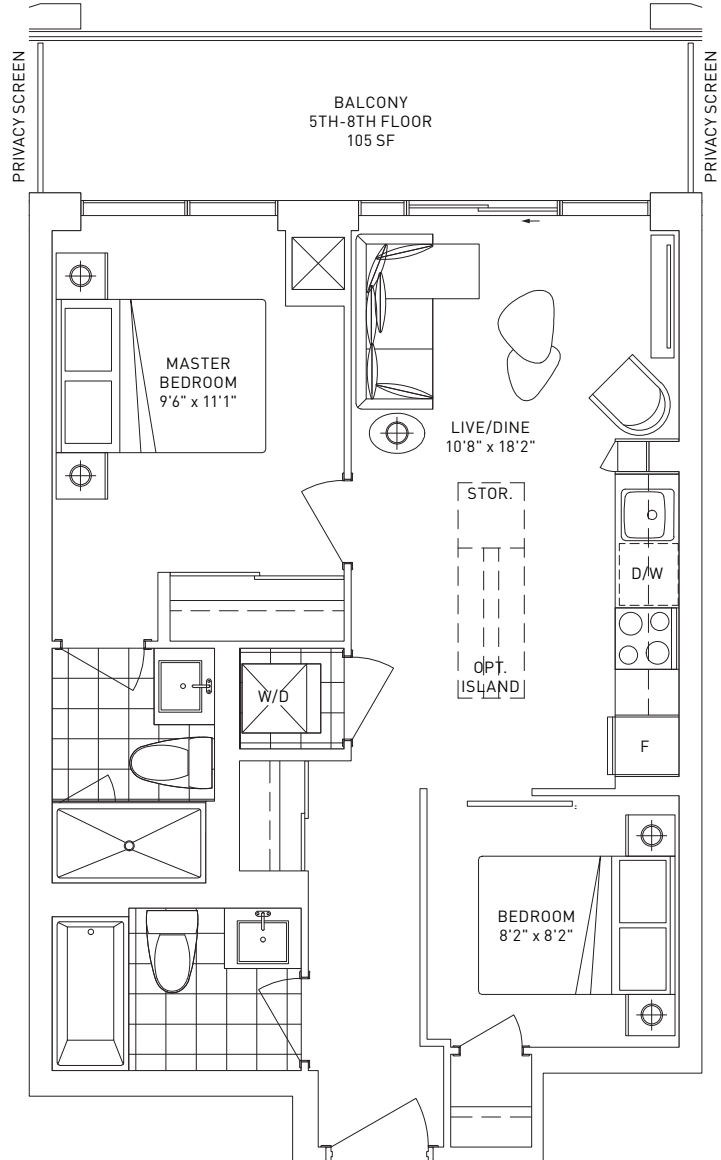 PRIVACY SCREEN
BALCONY
5TH-8TH FLOOR
105 SF
PRIVACY SCREEN
MASTER
BEDROOM
9'6" x 11'1"
LIVE/DINE
10'8" x 18'2"
STOR.
D/W
OPT.
ISLAND
W/D
F
BEDROOM
8'2" x 8'2"